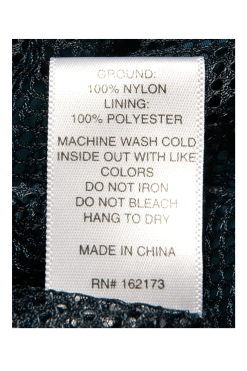 GROUND:
100% NYLON
LINING:
100% POLYESTER
MACHINE WASH COLD
INSIDE OUT WITH LIKE
COLORS
DO NOT IRON
DO NOT BLEACH
HANG TO DRY
MADE IN CHINA
RN# 162173